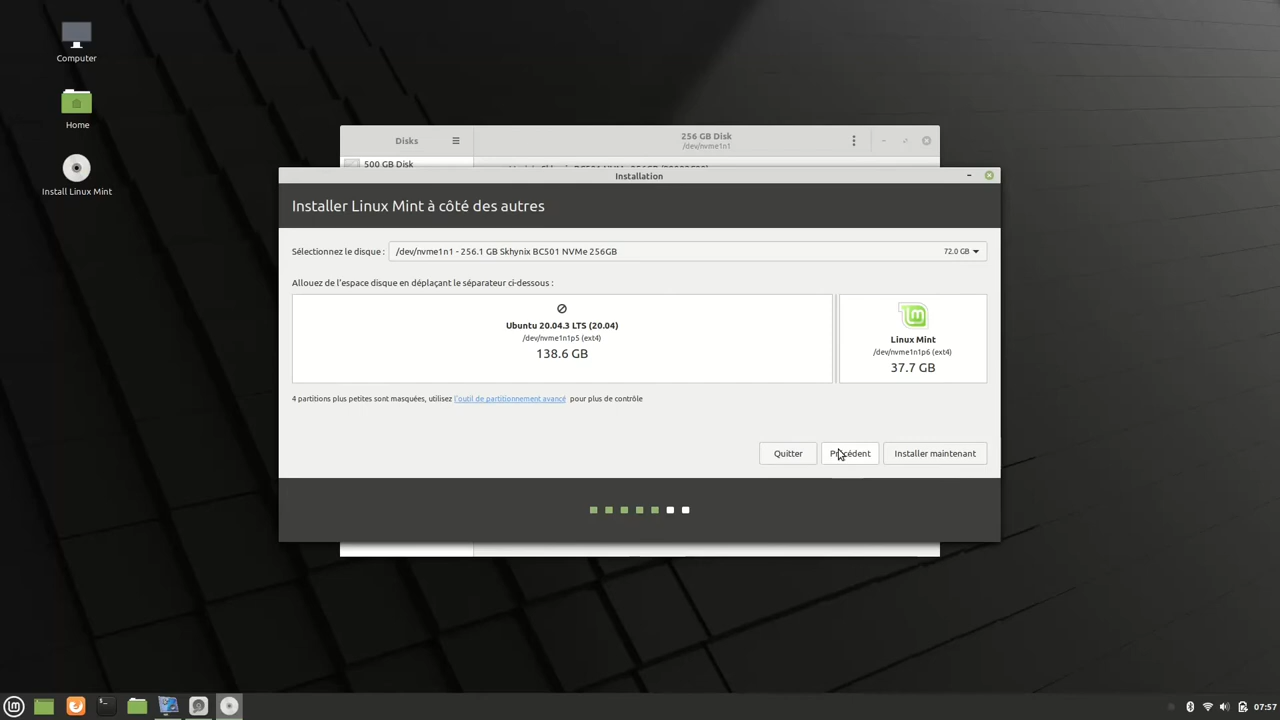 Computer
Home
Install Linux Mint
Disks
256 GB Disk
/dev/nvme1n1
500 GB Disk
Installation
Installer Linux Mint à côté des autres
Sélectionnez le disque :
/dev/nvme1n1 - 256.1 GB Skhynix BC501 NVMe 256GB
72.0 GB
Allouez de l'espace disque en déplaçant le séparateur ci-dessous :
Ubuntu 20.04.3 LTS (20.04)
/dev/nvme1n1p5 (ext4)
138.6 GB
Linux Mint
/dev/nvme1n1p6 (ext4)
37.7 GB
4 partitions plus petites sont masquées, utilisez l'outil de partitionnement avancé pour plus de contrôle
Quitter
Précédent
Installer maintenant
07:57